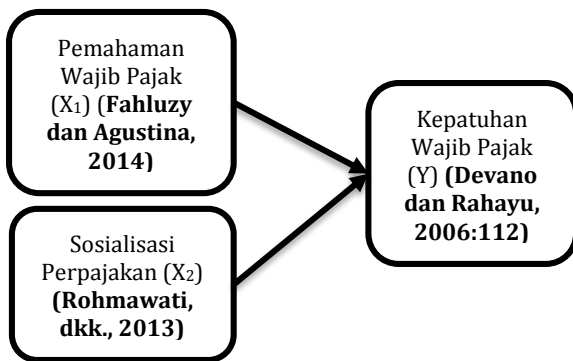 Pemahaman
Wajib Pajak
(X₁) (Fahluzy
dan Agustina,
2014)
Kepatuhan
Wajib Pajak
(Y) (Devano
dan Rahayu,
2006:112)
Sosialisasi
Perpajakan (X₂)
(Rohmawati,
dkk., 2013)